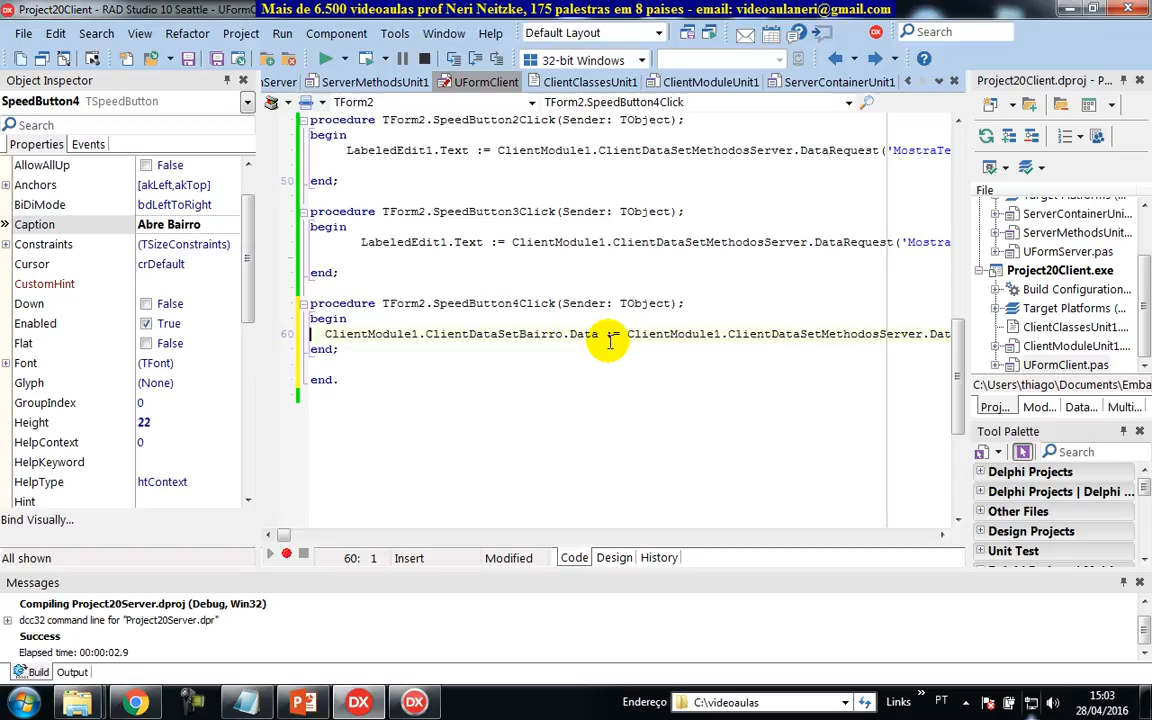 Project20Client - RAD Studio 10 Seattle - UFormC
Mais de 6.500 videoaulas prof Neri Neitzke, 175 palestras em 8 paises - email: videoaulaneri@gmail.com
File Edit Search View Refactor Project Run Component Tools Window Help Default Layout Search
32-bit Windows
Object Inspector
SpeedButton4 TSpeedButton
Search
Properties Events
AllowAllUp False
Anchors [akLeft,akTop]
BiDiMode bdLeftToRight
Caption Abre Bairro
Constraints (TSizeConstraints)
Cursor crDefault
CustomHint
Down False
Enabled True
Flat False
Font (TFont)
Glyph (None)
GroupIndex 0
Height 22
HelpContext 0
HelpKeyword
HelpType htContext
Hint
Bind Visually...
All shown
Server ServerMethodsUnit1 UFormClient ClientClassesUnit1 ClientModuleUnit1 ServerContainerUnit1
TForm2 TForm2.SpeedButton4Click
procedure TForm2.SpeedButton2Click(Sender: TObject);
begin
LabeledEdit1.Text := ClientModule1.ClientDataSetMethodosServer.DataRequest('MostraTe
50 end;
procedure TForm2.SpeedButton3Click(Sender: TObject);
begin
LabeledEdit1.Text := ClientModule1.ClientDataSetMethodosServer.DataRequest('Mostra
end;
procedure TForm2.SpeedButton4Click(Sender: TObject);
begin
60 ClientModule1.ClientDataSetBairro.Data := ClientModule1.ClientDataSetMethodosServer.Dat
end;
end.
60: 1 Insert Modified Code Design History
Project20Client.dproj - P...
File
Target Platforms (...
ServerContainerU...
ServerMethodsUnit...
UFormServer.pas
Project20Client.exe
Build Configuration...
Target Platforms (...
ClientClassesUnit1....
ClientModuleUnit1...
UFormClient.pas
C:\Users\thiago\Documents\Emba
Proj... Mod... Data... Multi...
Tool Palette
Search
Delphi Projects
Delphi Projects | Delphi ...
Other Files
Design Projects
Unit Test
Messages
Compiling Project20Server.dproj (Debug, Win32)
dcc32 command line for "Project20Server.dpr"
Success
Elapsed time: 00:00:02.9
Build Output
Endereço C:\videoaulas Links PT 15:03
28/04/2016